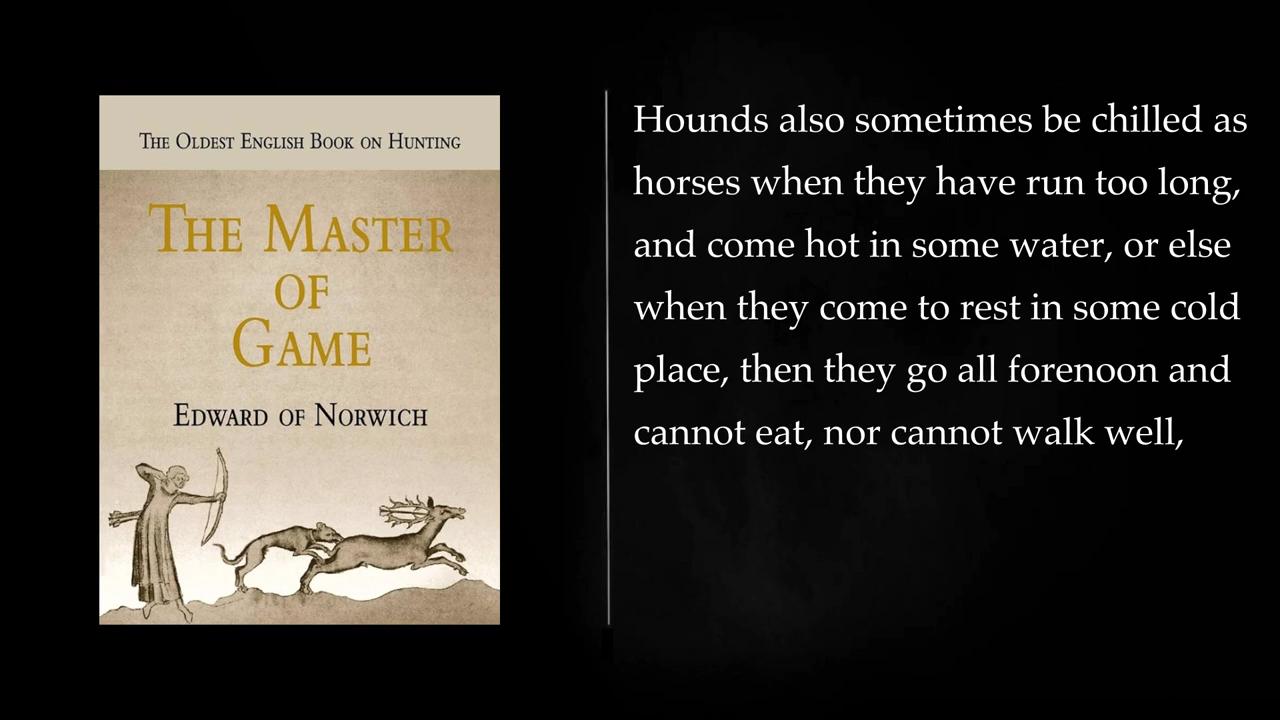 The Oldest English Book on Hunting
The Master
of
Game
Edward of Norwich
Hounds also sometimes be chilled as
horses when they have run too long,
and come hot in some water, or else
when they come to rest in some cold
place, then they go all forenoon and
cannot eat, nor cannot walk well,